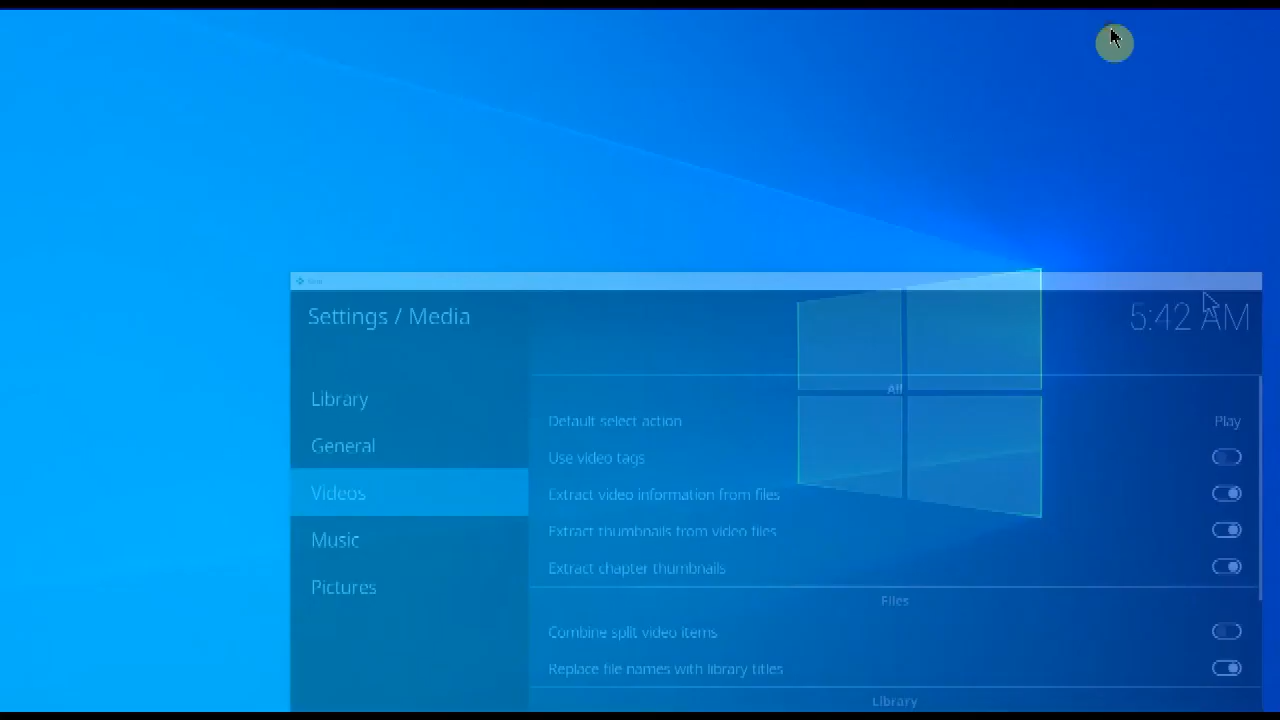 Settings / Media
5:42 AM
Library
General
Videos
Music
Pictures
All
Default select action
Play
Use video tags
Extract video information from files
Extract thumbnails from video files
Extract chapter thumbnails
Files
Combine split video items
Replace file names with library titles
Library